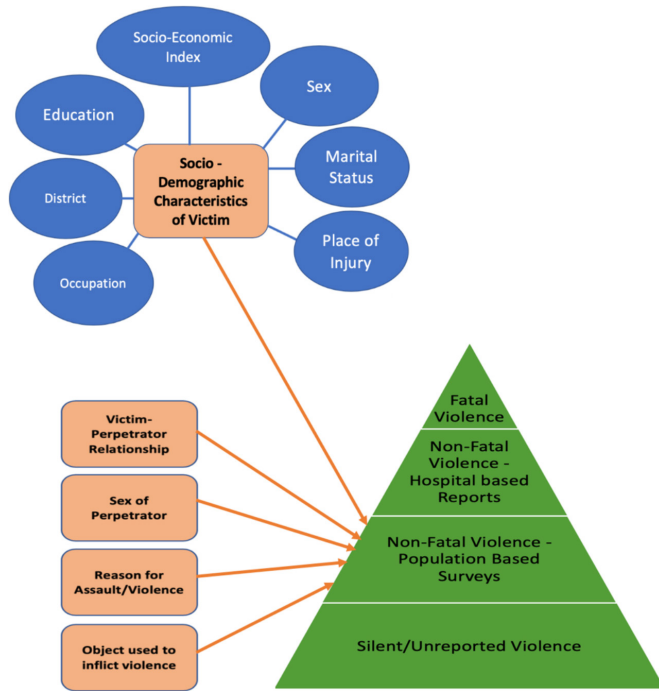 Socio-Economic
Index
Sex
Education
Marital
Status
Socio -
Demographic
Characteristics
of Victim
District
Place of
Injury
Occupation
Fatal
Violence
Victim-
Perpetrator
Relationship
Non-Fatal
Violence -
Hospital based
Reports
Sex of
Perpetrator
Non-Fatal Violence -
Population Based
Surveys
Reason for
Assault/Violence
Object used to
inflict violence
Silent/Unreported Violence